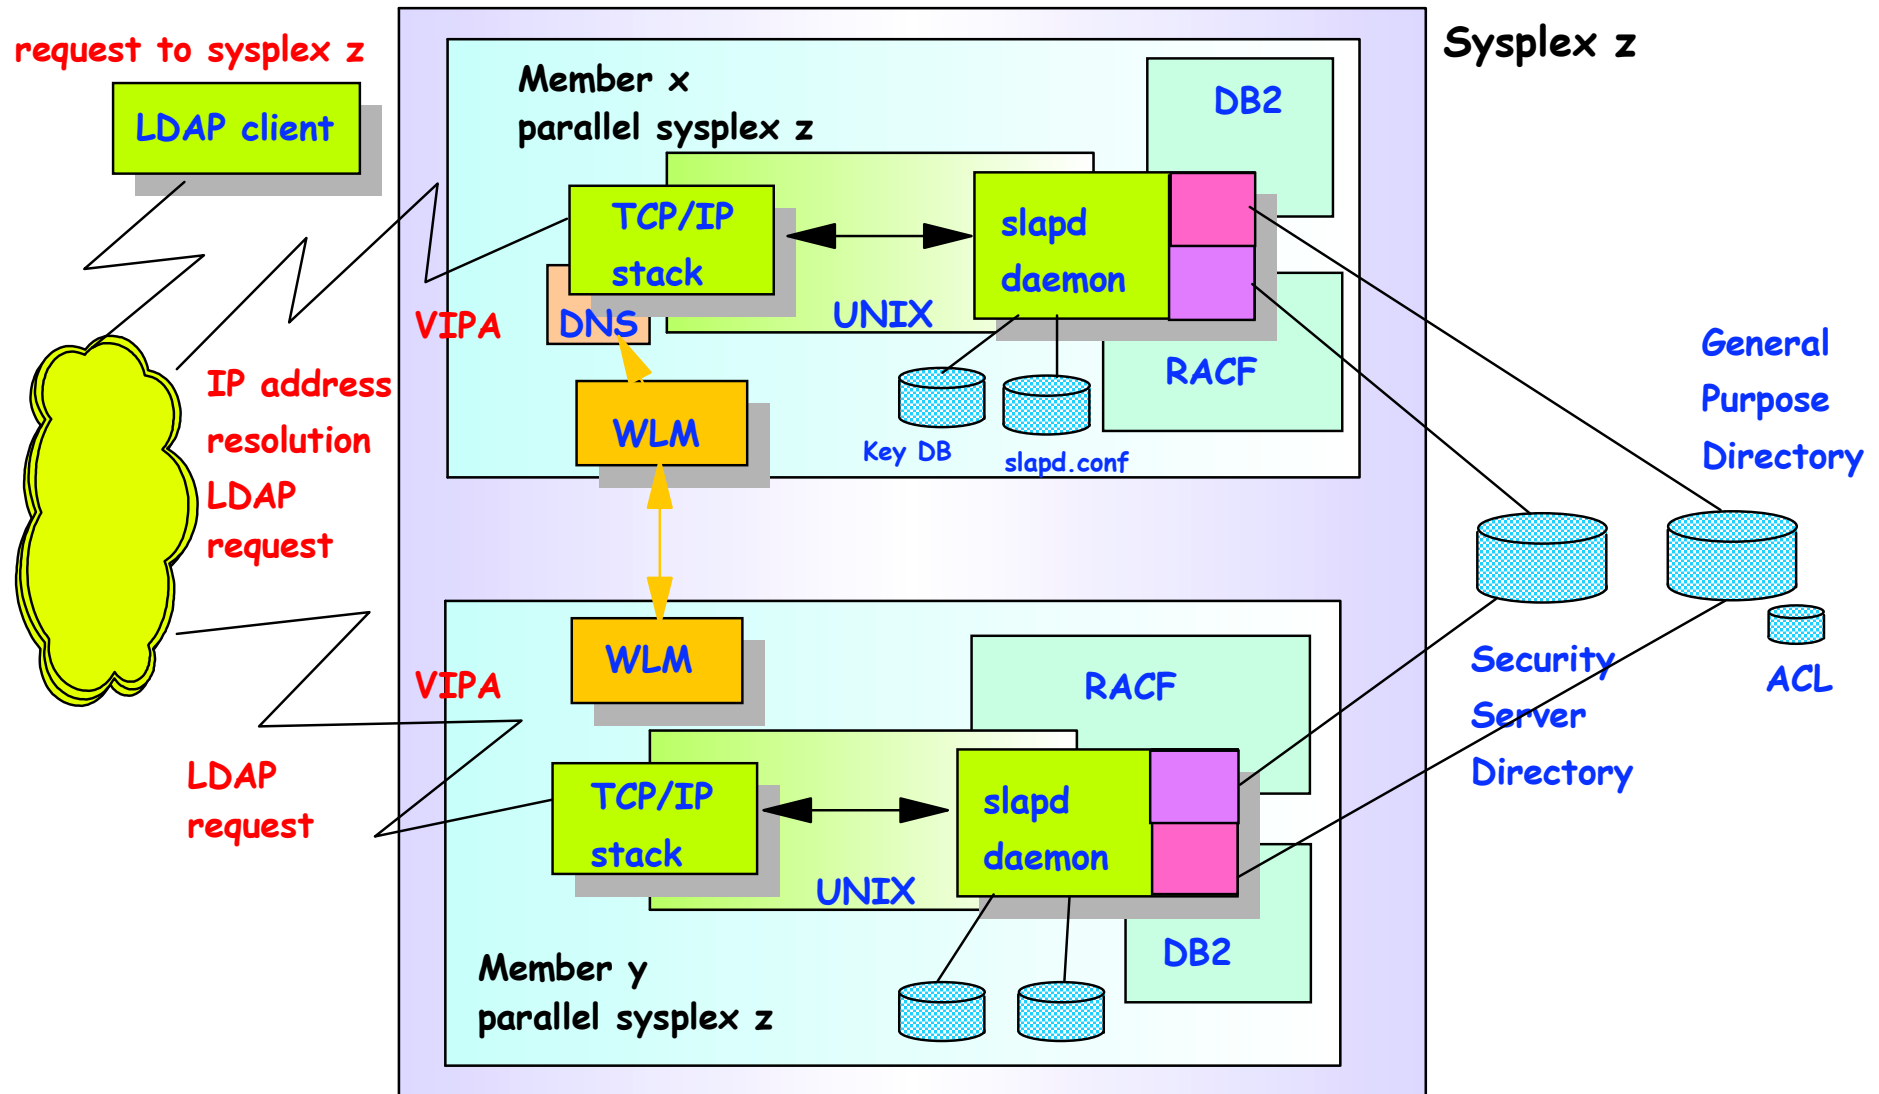 request to sysplex z
LDAP client
Sysplex z
Member x
parallel sysplex z
DB2
TCP/IP
stack
slapd
daemon
DNS
UNIX
VIPA
RACF
WLM
Key DB
slapd.conf
IP address
resolution
LDAP
request
General
Purpose
Directory
WLM
VIPA
RACF
Security
Server
Directory
ACL
LDAP
request
TCP/IP
stack
slapd
daemon
UNIX
DB2
Member y
parallel sysplex z